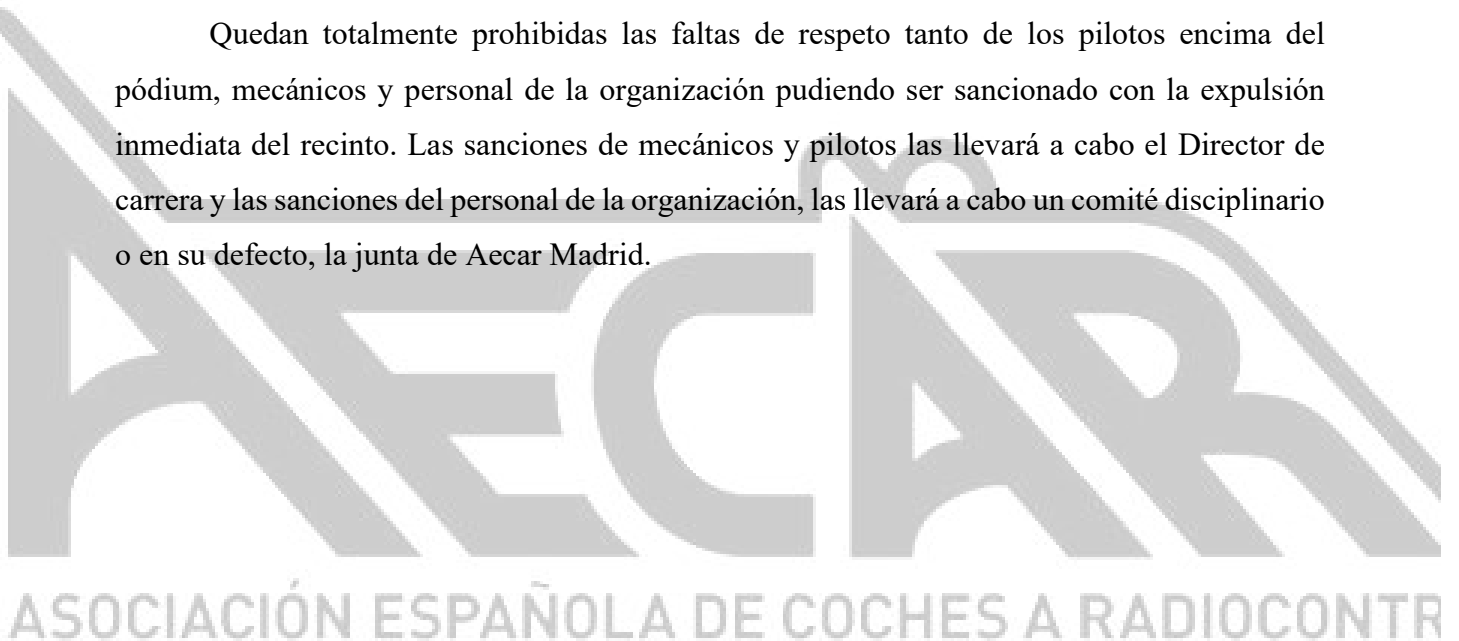 Quedan totalmente prohibidas las faltas de respeto tanto de los pilotos encima del
pódium, mecánicos y personal de la organización pudiendo ser sancionado con la expulsión
inmediata del recinto. Las sanciones de mecánicos y pilotos las llevará a cabo el Director de
carrera y las sanciones del personal de la organización, las llevará a cabo un comité disciplinario
o en su defecto, la junta de Aecar Madrid.
AECAR
ASOCIACIÓN ESPAÑOLA DE COCHES A RADIOCONTR